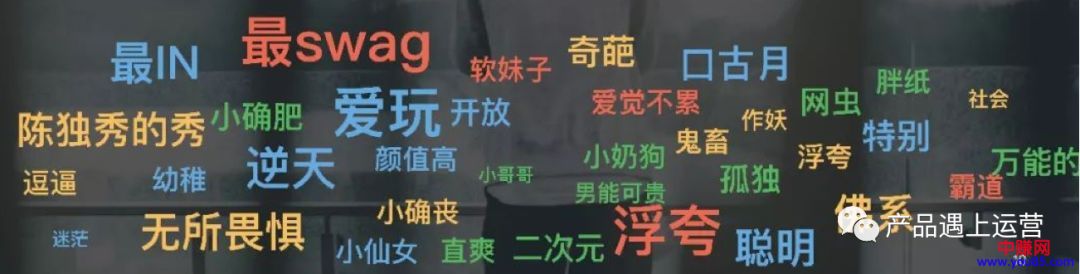 最IN
最swag
软妹子
奇葩
口古月
胖纸
陈独秀的秀
小确肥
爱玩
开放
爱觉不累
作妖
网虫
社会
逗逼
幼稚
逆天
颜值高
小哥哥
小奶狗
鬼畜
孤独
浮夸
特别
万能的
男能可贵
霸道
迷茫
无所畏惧
小确丧
小仙女
直爽
二次元
浮夸
聪明
佛系
产品遇上运营
中赚网